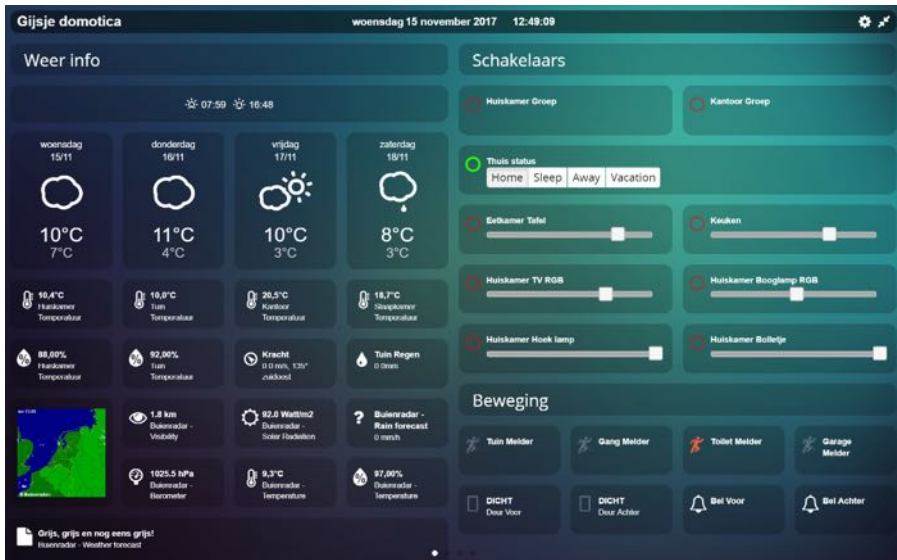 Gijsje domotica
woensdag 15 november 2017 12:49:09
Weer info
07:59 16:48
woensdag
15/11
10°C
7°C
donderdag
16/11
11°C
4°C
vrijdag
17/11
10°C
3°C
zaterdag
18/11
8°C
3°C
10,4°C
Huiskamer
Temperatuur
10,0°C
Tuin
Temperatuur
20,5°C
Kantoor
Temperatuur
18,7°C
Slaapkamer
Temperatuur
88,00%
Huiskamer
Temperatuur
92,00%
Tuin
Temperatuur
Kracht
0.0 m/s, 135°
zuidoost
Tuin Regen
0 0mm
1.8 km
Buienradar -
Visibility
92.0 Watt/m2
Buienradar -
Solar Radiation
Buienradar -
Rain forecast
0 mm/h
1025.5 hPa
Buienradar -
Barometer
9,3°C
Buienradar -
Temperature
97,00%
Buienradar -
Temperature
Grijs, grijs en nog eens grijs!
Buienradar - Weather forecast
Schakelaars
Huiskamer Groep
Kantoor Groep
Thuis status
Home Sleep Away Vacation
Eetkamer Tafel
Keuken
Huiskamer TV RGB
Huiskamer Booglamp RGB
Huiskamer Hoek lamp
Huiskamer Bolletje
Beweging
Tuin Melder
Gang Melder
Toilet Melder
Garage
Melder
DICHT
Deur Voor
DICHT
Deur Achter
Bel Voor
Bel Achter